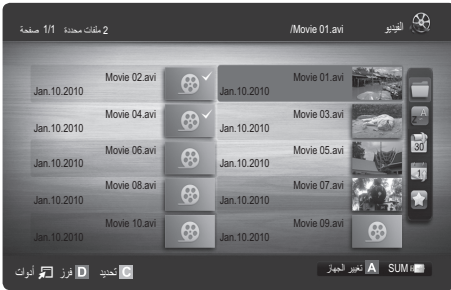 الفيديو /Movie 01.avi 2 ملفات محددة 1/1 صفحة
Movie 01.avi Jan.10.2010 Movie 02.avi Jan.10.2010
Movie 03.avi Jan.10.2010 Movie 04.avi Jan.10.2010
Movie 05.avi Jan.10.2010 Movie 06.avi Jan.10.2010
Movie 07.avi Jan.10.2010 Movie 08.avi Jan.10.2010
Movie 09.avi Jan.10.2010 Movie 10.avi Jan.10.2010
A
30
1
SUM A تغيير الجهاز C تحديد D فرز أدوات